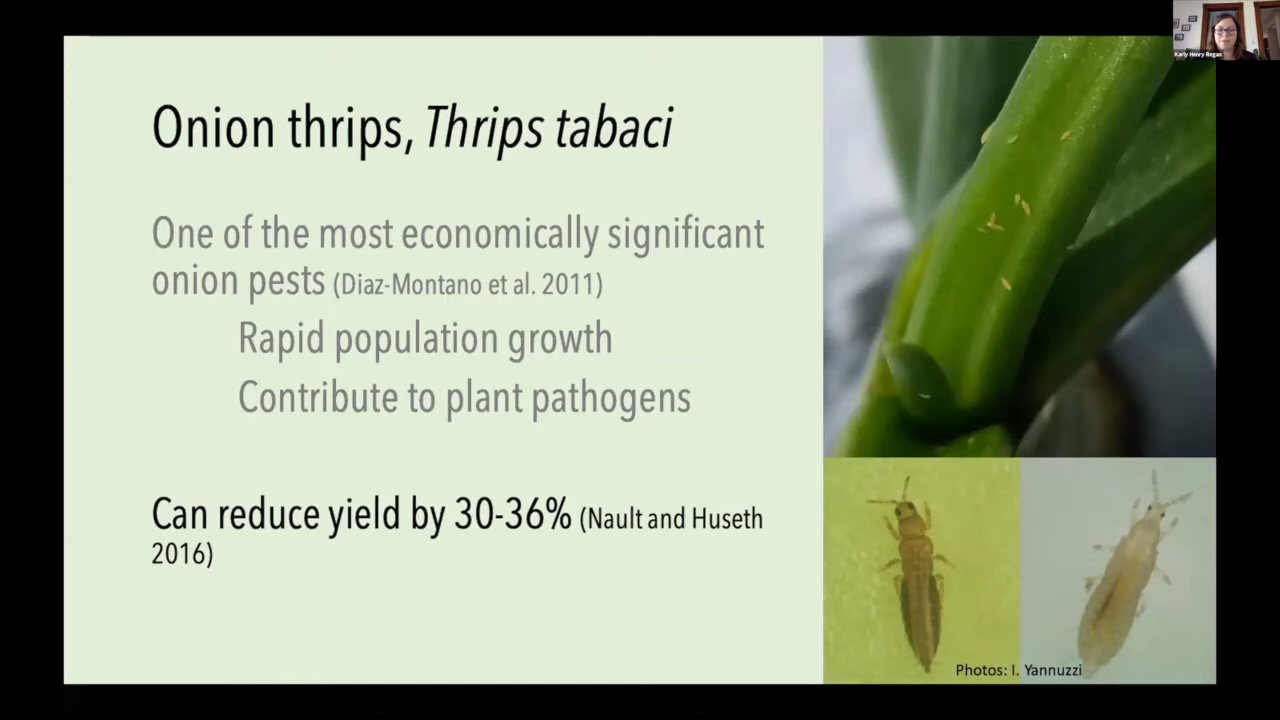 Karly Henry Regan
Onion thrips, Thrips tabaci
One of the most economically significant
onion pests (Diaz-Montano et al. 2011)
Rapid population growth
Contribute to plant pathogens
Can reduce yield by 30-36% (Nault and Huseth
2016)
Photos: I. Yannuzzi